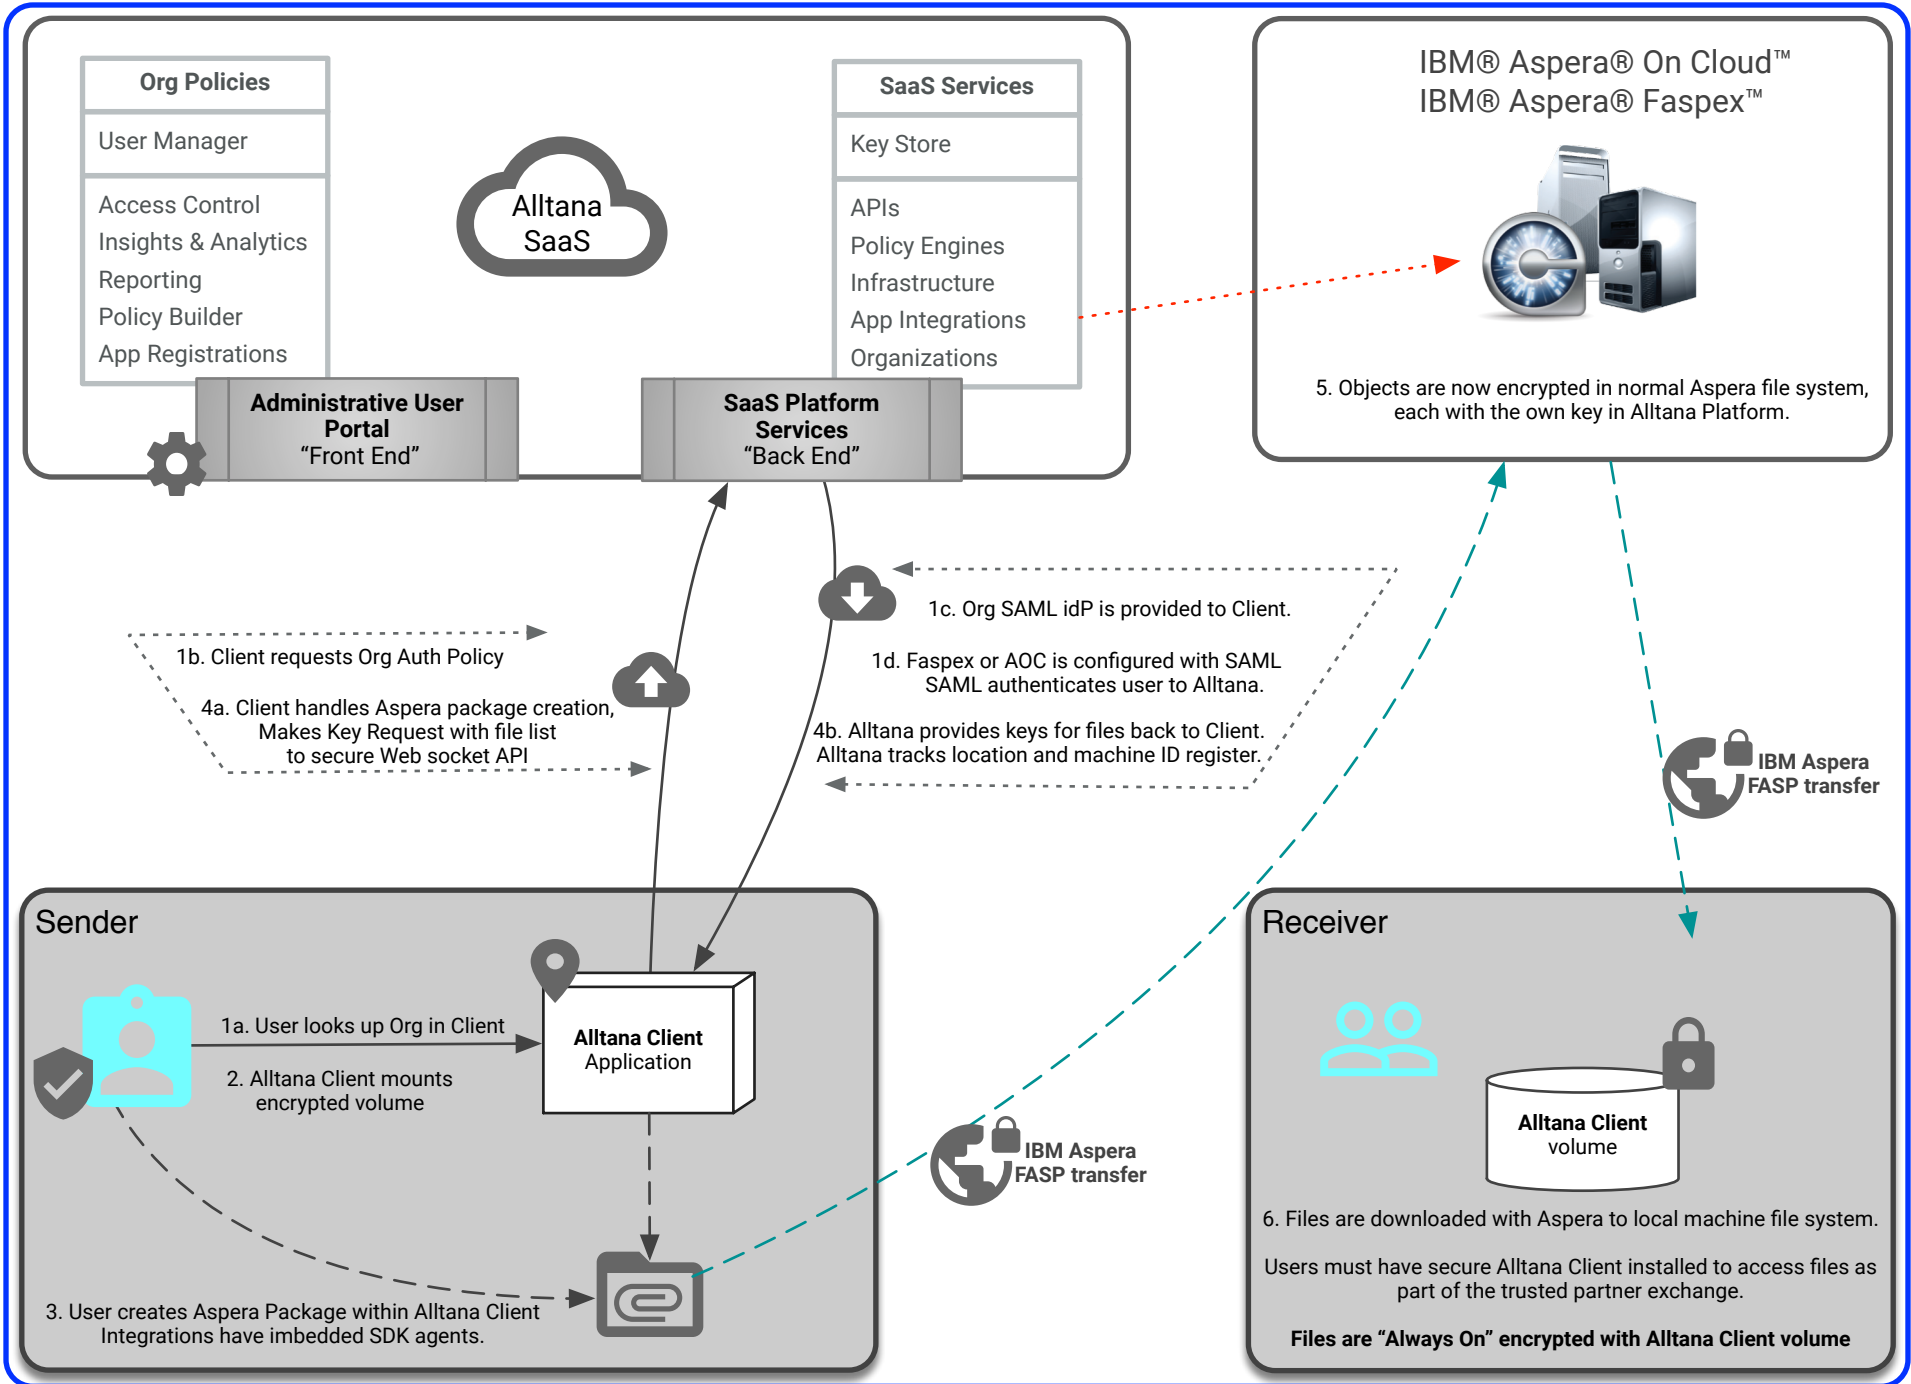 Org Policies
User Manager
Access Control
Insights & Analytics
Reporting
Policy Builder
App Registrations
Alltana
SaaS
SaaS Services
Key Store
APIs
Policy Engines
Infrastructure
App Integrations
Organizations
Administrative User
Portal
“Front End”
SaaS Platform
Services
“Back End”
IBM® Aspera® On Cloud™
IBM® Aspera® Faspex™
5. Objects are now encrypted in normal Aspera file system,
each with the own key in Alltana Platform.
1b. Client requests Org Auth Policy
4a. Client handles Aspera package creation,
Makes Key Request with file list
to secure Web socket API
1c. Org SAML idP is provided to Client.
1d. Faspex or AOC is configured with SAML
SAML authenticates user to Alltana.
4b. Alltana provides keys for files back to Client.
Alltana tracks location and machine ID register.
IBM Aspera
FASP transfer
Sender
1a. User looks up Org in Client
2. Alltana Client mounts
encrypted volume
Alltana Client
Application
3. User creates Aspera Package within Alltana Client
Integrations have imbedded SDK agents.
IBM Aspera
FASP transfer
Receiver
Alltana Client
volume
6. Files are downloaded with Aspera to local machine file system.
Users must have secure Alltana Client installed to access files as
part of the trusted partner exchange.
Files are “Always On” encrypted with Alltana Client volume